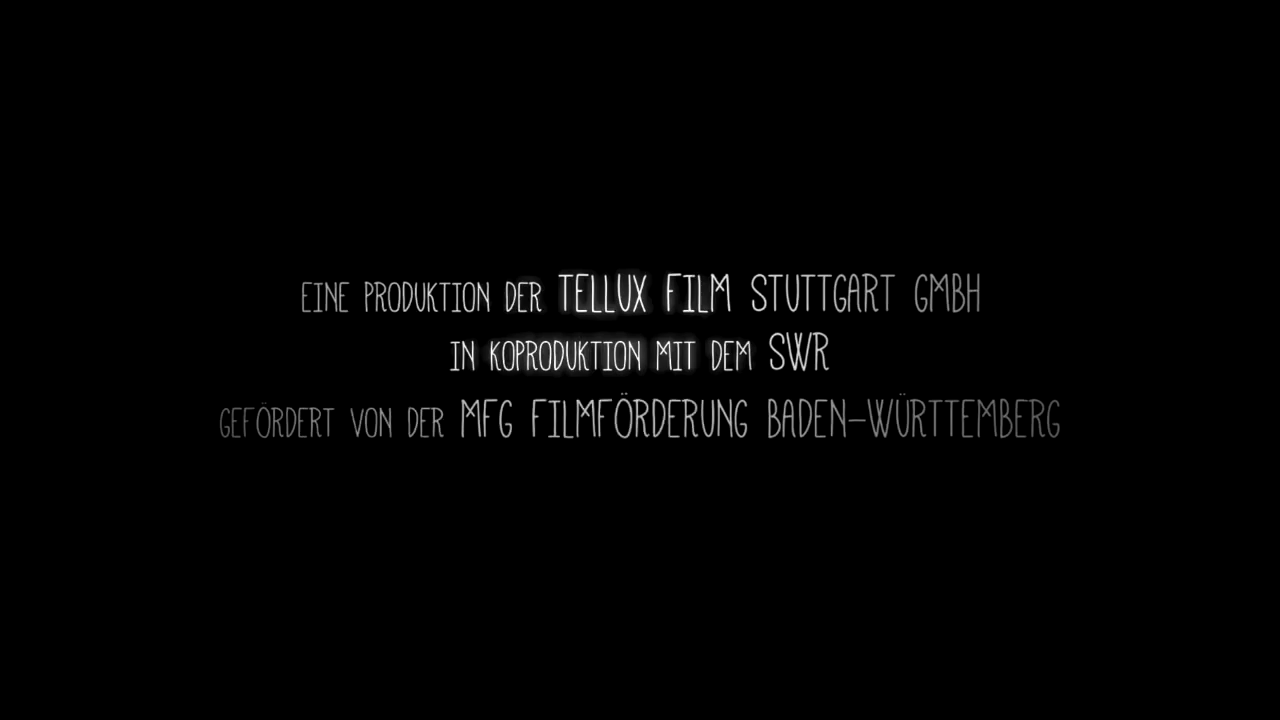 EINE PRODUKTION DER TELLUX FILM STUTTGART GMBH
IN KOPRODUKTION MIT DEM SWR
GEFÖRDERT VON DER MFG FILMFÖRDERUNG BADEN-WÜRTTEMBERG